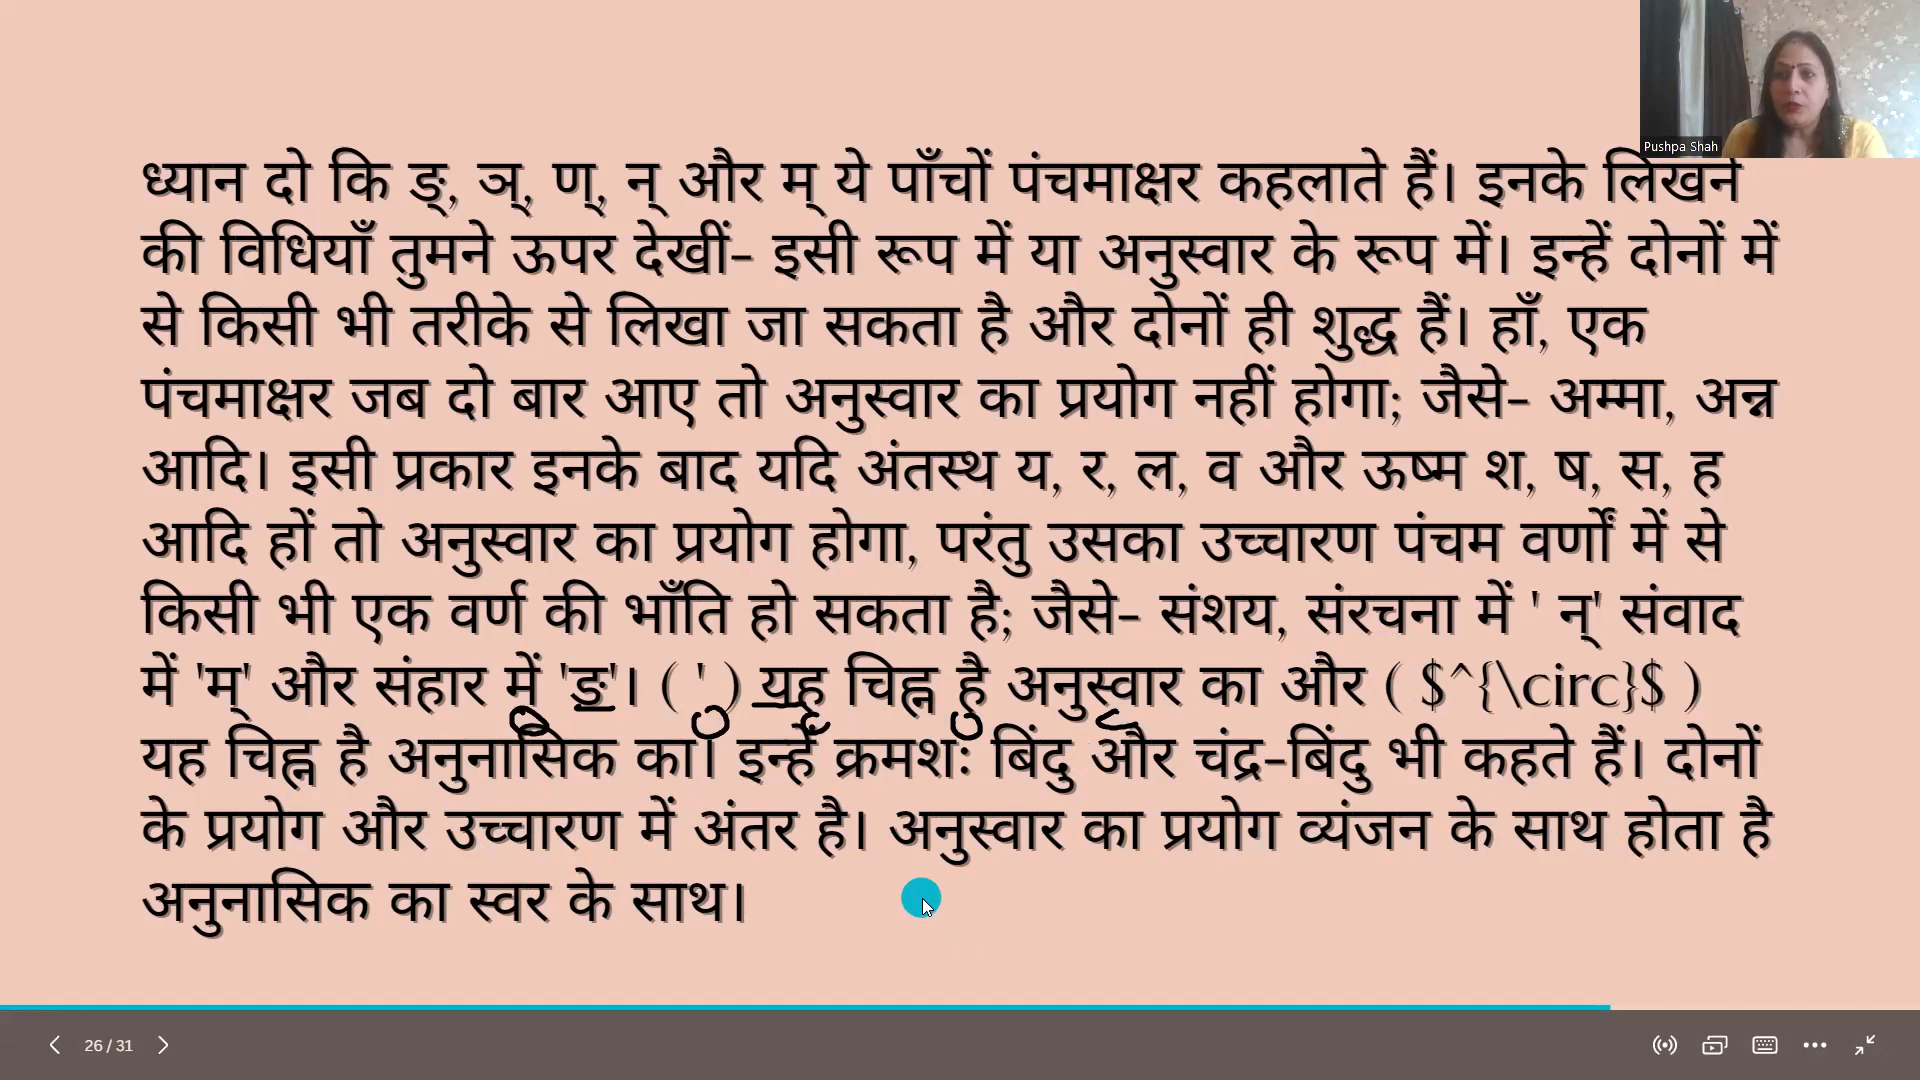 Pushpa Shah
ध्यान दो कि ङ्, ञ्, ण्, न् और म् ये पाँचों पंचमाक्षर कहलाते हैं। इनके लिखने
की विधियाँ तुमने ऊपर देखीं- इसी रूप में या अनुस्वार के रूप में। इन्हें दोनों में
से किसी भी तरीके से लिखा जा सकता है और दोनों ही शुद्ध हैं। हाँ, एक
पंचमाक्षर जब दो बार आए तो अनुस्वार का प्रयोग नहीं होगा; जैसे- अम्मा, अन्न
आदि। इसी प्रकार इनके बाद यदि अंतस्थ य, र, ल, व और ऊष्म श, ष, स, ह
आदि हों तो अनुस्वार का प्रयोग होगा, परंतु उसका उच्चारण पंचम वर्णों में से
किसी भी एक वर्ण की भाँति हो सकता है; जैसे- संशय, संरचना में ' न्' संवाद
में 'म्' और संहार में 'ङ'। ( ' ) यह चिह्न है अनुस्वार का और ( $^{\circ}$ )
यह चिह्न है अनुनासिक का। इन्हें क्रमशः बिंदु और चंद्र-बिंदु भी कहते हैं। दोनों
के प्रयोग और उच्चारण में अंतर है। अनुस्वार का प्रयोग व्यंजन के साथ होता है
अनुनासिक का स्वर के साथ।
26 / 31